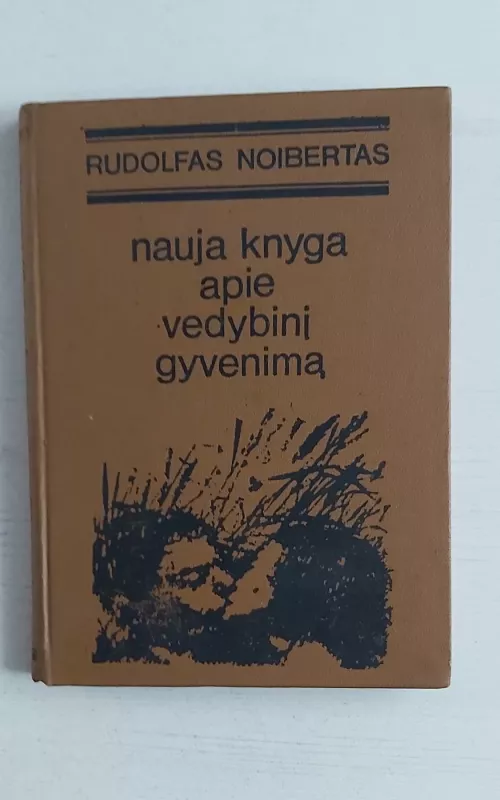 RUDOLFAS NOIBERTAS
nauja knyga
apie
vedybinį
gyvenimą